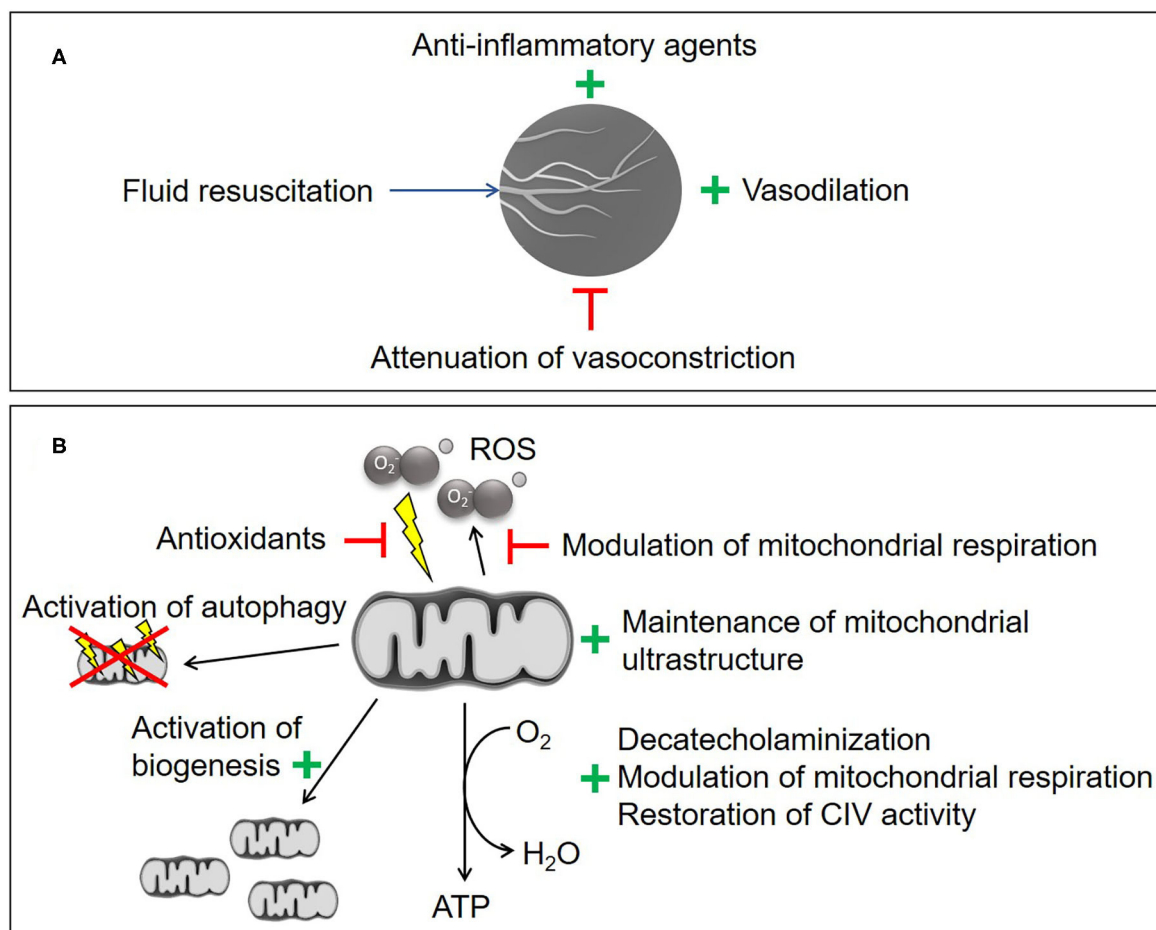 A
Anti-inflammatory agents
Fluid resuscitation
Vasodilation
Attenuation of vasoconstriction
B
ROS
O₂⁻
O₂⁻
Antioxidants
Modulation of mitochondrial respiration
Activation of autophagy
Maintenance of mitochondrial
ultrastructure
Activation of
biogenesis
O₂
Decatecholaminization
Modulation of mitochondrial respiration
Restoration of CIV activity
H₂O
ATP